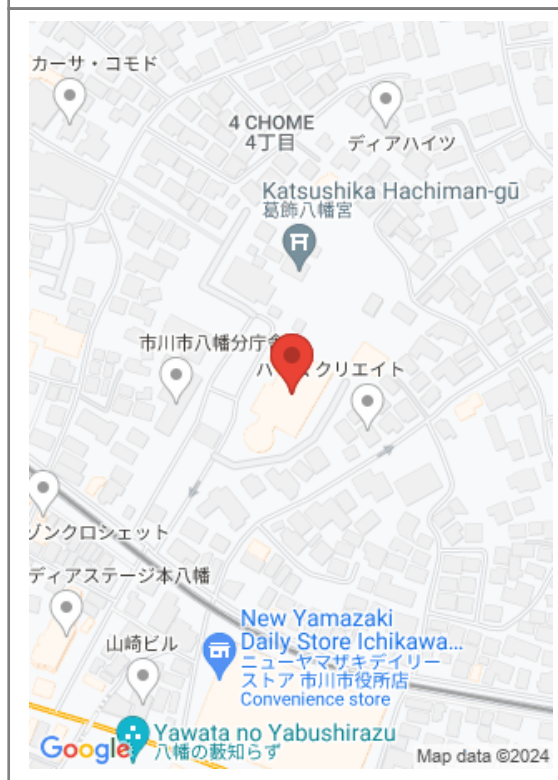 カーサ・コモド
4 CHOME
4丁目
ディアハイツ
Katsushika Hachiman-gū
葛飾八幡宮
市川市八幡分庁舎
クリエイト
ゾンクロシェット
ディアステージ本八幡
山崎ビル
New Yamazaki
Daily Store Ichikawa...
ニューヤマザキデイリー
ストア 市川市役所店
Convenience store
Yawata no Yabushirazu
八幡の藪知らず
Google
Map data ©2024